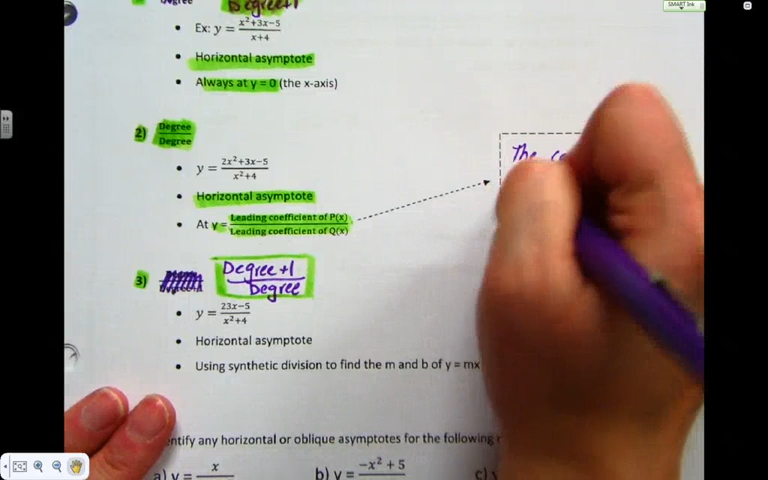 Degree+1
• Ex: y = x²+3x−5 / x+4
• Horizontal asymptote
• Always at y = 0 (the x-axis)
2) Degree / Degree
• y = 2x²+3x−5 / x²+4
The
• Horizontal asymptote
• At y = Leading coefficient of P(x) / Leading coefficient of Q(x)
3) Degree+1 / Degree
• y = 23x−5 / x²+4
• Horizontal asymptote
• Using synthetic division to find the m and b of y = mx
entify any horizontal or oblique asymptotes for the following
a) y = x
b) y = −x² + 5
c)
SMART Ink